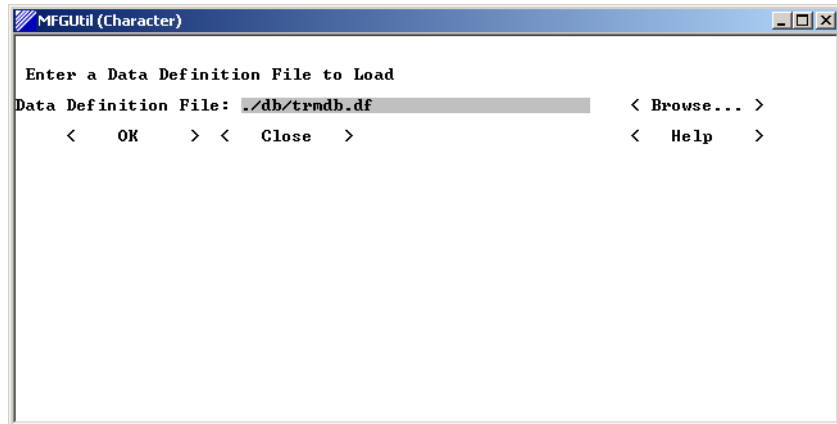 MFGUtil (Character)
Enter a Data Definition File to Load
Data Definition File: ./db/trmdb.df < Browse... >
< OK > < Close > < Help >